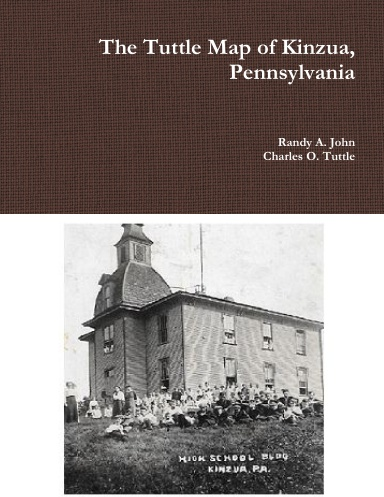 The Tuttle Map of Kinzua,
Pennsylvania
Randy A. John
Charles O. Tuttle
HIGH SCHOOL BLDG
KINZUA, PA.